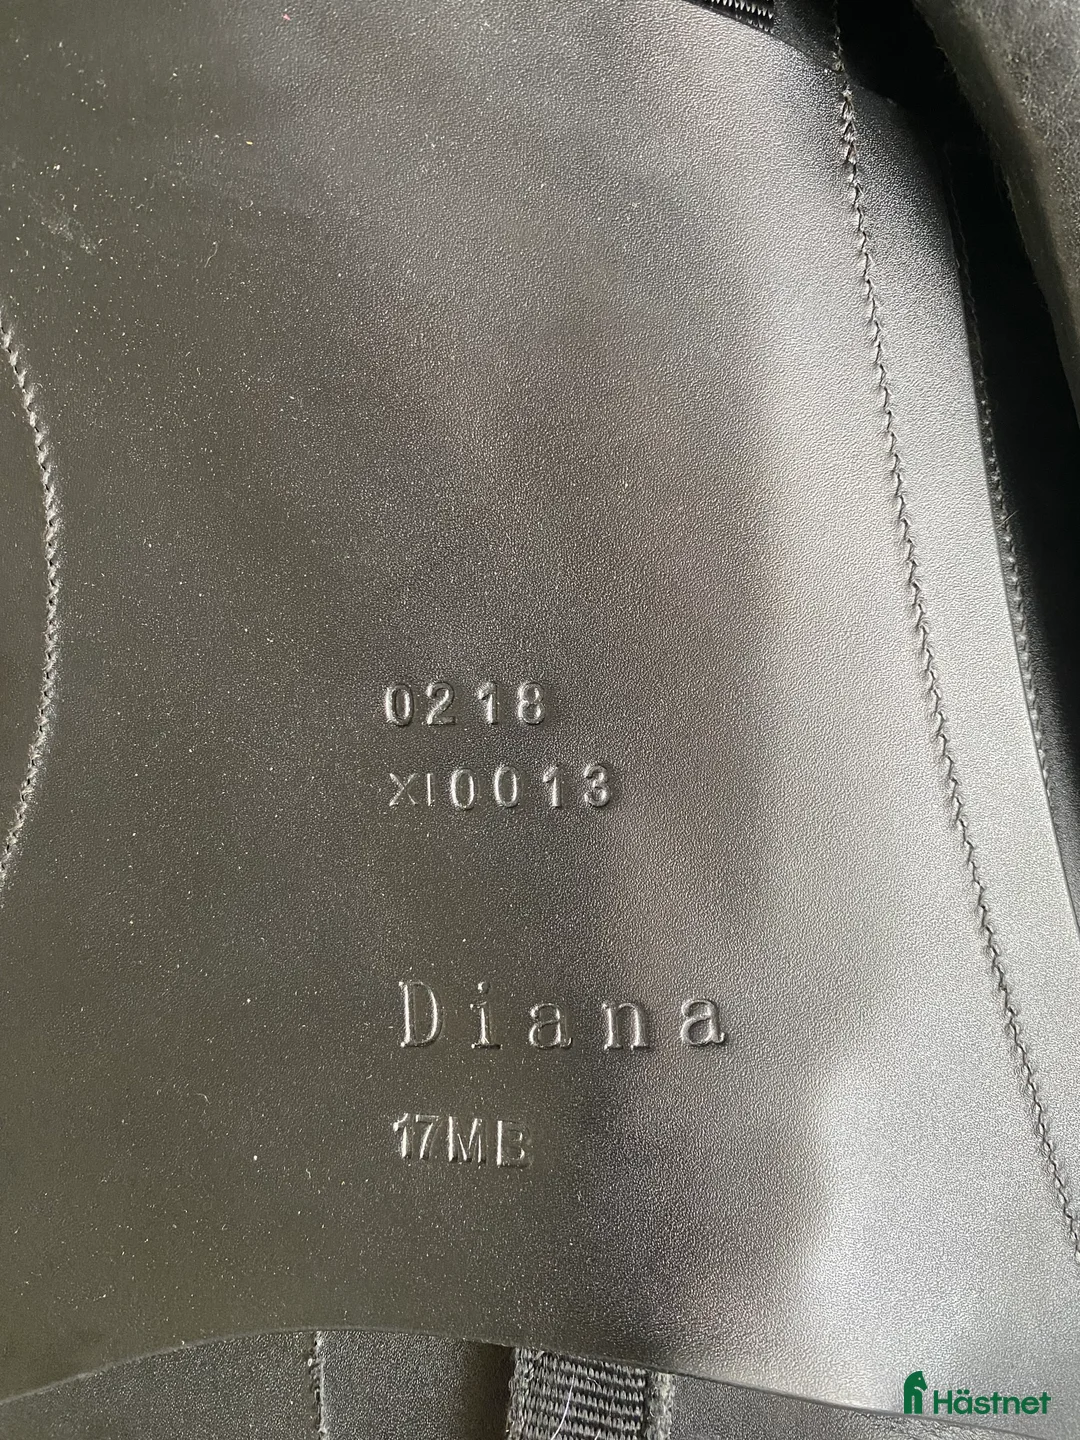 0218
XI0013
Diana
17MB
Hästnet